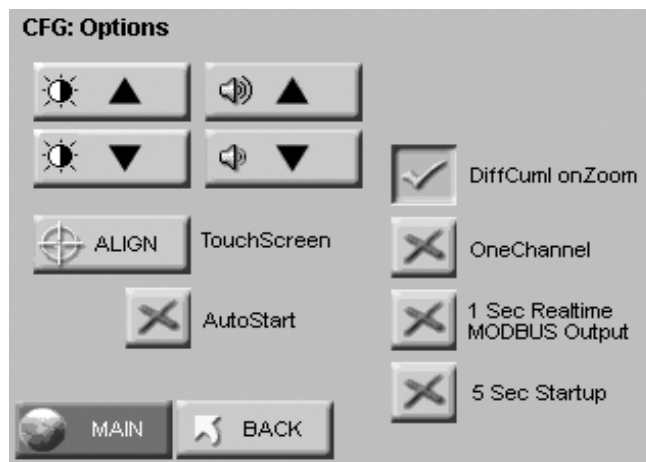 CFG: Options
DiffCuml onZoom
ALIGN
TouchScreen
OneChannel
AutoStart
1 Sec Realtime
MODBUS Output
5 Sec Startup
MAIN
BACK